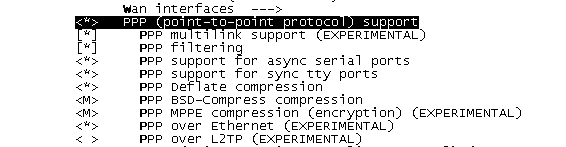 Wan interfaces --->
<*> PPP (point-to-point protocol) support
[*] PPP multilink support (EXPERIMENTAL)
[*] PPP filtering
<*> PPP support for async serial ports
<*> PPP support for sync tty ports
<*> PPP Deflate compression
<M> PPP BSD-Compress compression
<M> PPP MPPE compression (encryption) (EXPERIMENTAL)
<*> PPP over Ethernet (EXPERIMENTAL)
< > PPP over L2TP (EXPERIMENTAL)